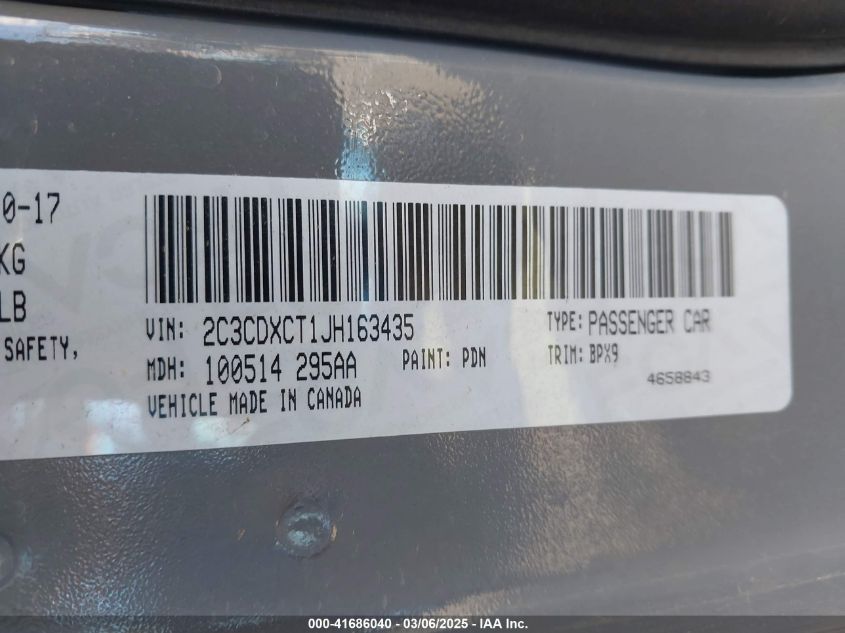 0-17
KG
LB
SAFETY,
VIN: 2C3CDXCT1JH163435
TYPE: PASSENGER CAR
MDH: 100514 295AA
PAINT: PDN
TRIM: BPX9
VEHICLE MADE IN CANADA
4658843
000-41686040 - 03/06/2025 - IAA Inc.